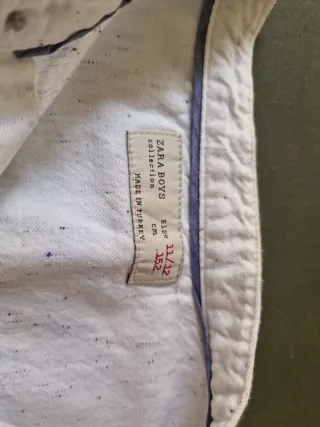 ZARA BOYS
collection
MADE IN TURKEY
size 11/12
cm 152